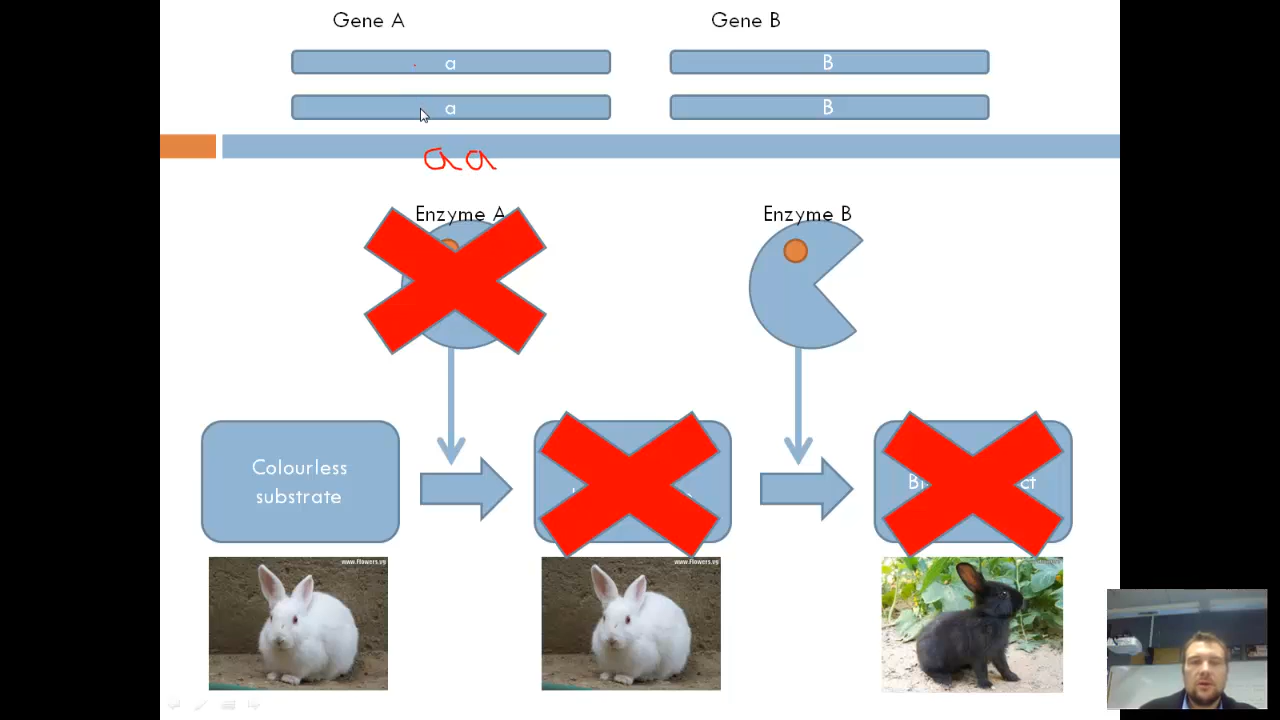 Gene A
Gene B
a
B
a
B
aa
Enzyme A
Enzyme B
Colourless
substrate
www.Flowers.vg
www.Flowers.vg